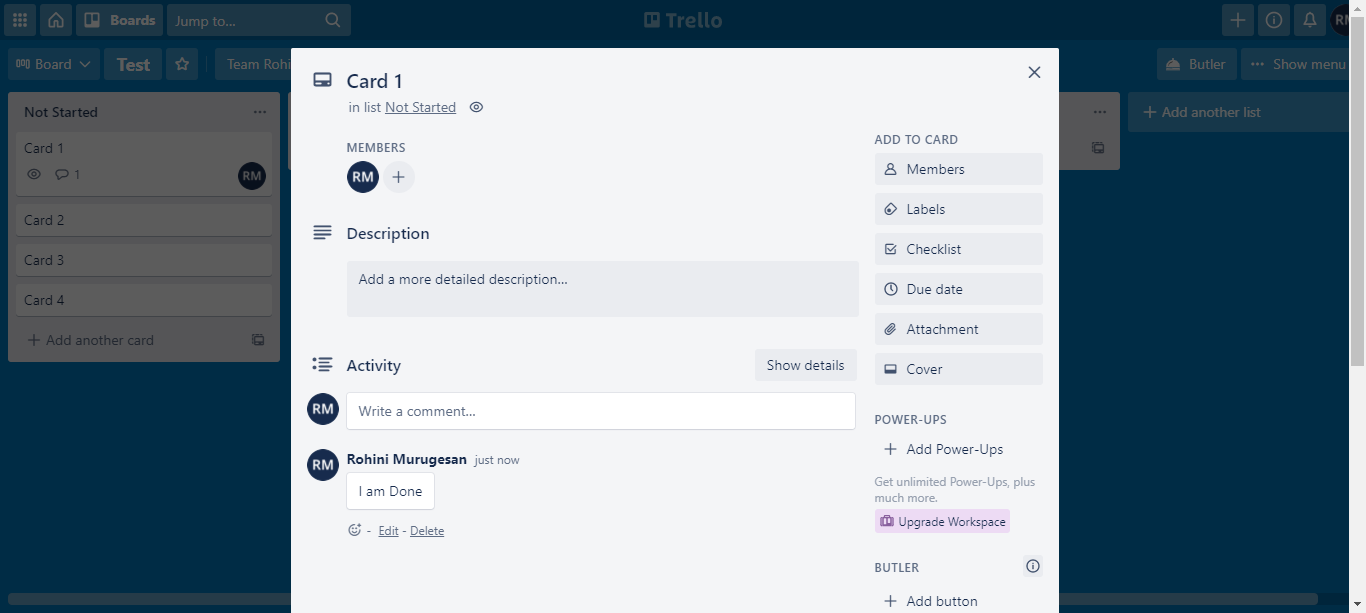 Boards
Jump to...
Trello
RM
Board
Test
Team Rohi
Butler
Show menu
Not Started
Card 1
1
RM
Card 2
Card 3
Card 4
Add another card
Add another list
Card 1
in list Not Started
MEMBERS
RM
Description
Add a more detailed description...
Activity
Show details
RM
Write a comment...
RM
Rohini Murugesan just now
I am Done
- Edit - Delete
ADD TO CARD
Members
Labels
Checklist
Due date
Attachment
Cover
POWER-UPS
Add Power-Ups
Get unlimited Power-Ups, plus
much more.
Upgrade Workspace
BUTLER
Add button